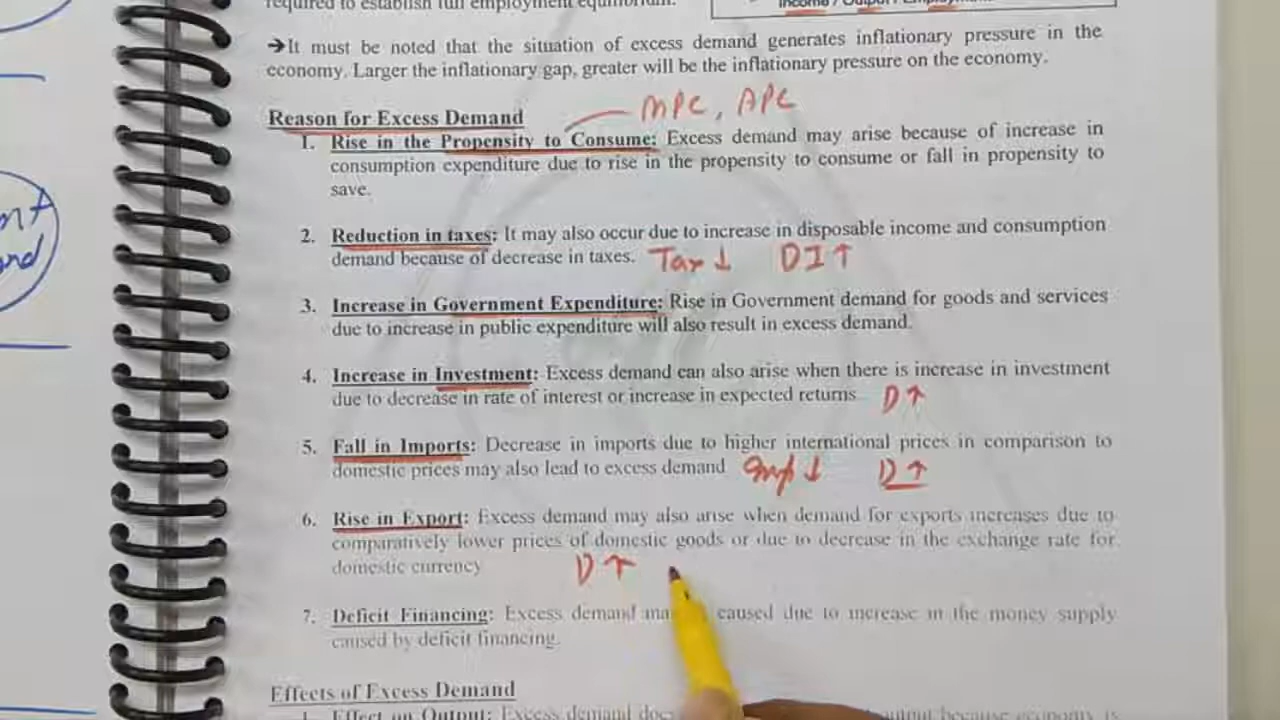 required to establish full employment equilibrium.
Income / Output / Employment
➔It must be noted that the situation of excess demand generates inflationary pressure in the
economy. Larger the inflationary gap, greater will be the inflationary pressure on the economy.
MPC, APC
Reason for Excess Demand
1. Rise in the Propensity to Consume: Excess demand may arise because of increase in
consumption expenditure due to rise in the propensity to consume or fall in propensity to
save.
2. Reduction in taxes: It may also occur due to increase in disposable income and consumption
demand because of decrease in taxes. Tax ↓ DI ↑
3. Increase in Government Expenditure: Rise in Government demand for goods and services
due to increase in public expenditure will also result in excess demand.
4. Increase in Investment: Excess demand can also arise when there is increase in investment
due to decrease in rate of interest or increase in expected returns D ↑
5. Fall in Imports: Decrease in imports due to higher international prices in comparison to
domestic prices may also lead to excess demand Imp ↓ D ↑
6. Rise in Export: Excess demand may also arise when demand for exports increases due to
comparatively lower prices of domestic goods or due to decrease in the exchange rate for
domestic currency D ↑
7. Deficit Financing: Excess demand may caused due to increase in the money supply
caused by deficit financing.
Effects of Excess Demand
1. Effect on Output: Excess demand output because economy is